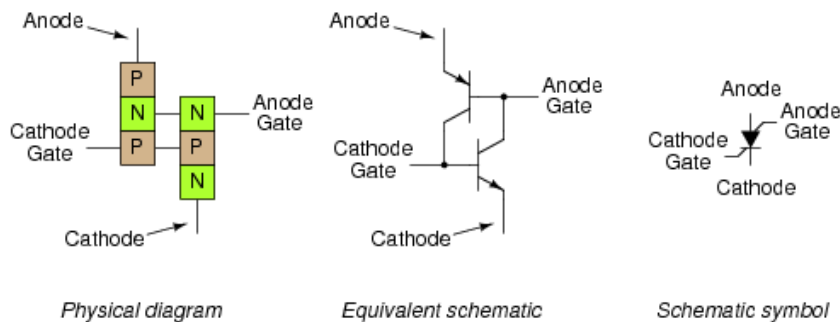 Anode
P
N
N
Anode
Gate
Cathode
Gate
P
P
N
Cathode
Physical diagram
Anode
Anode
Gate
Cathode
Gate
Cathode
Equivalent schematic
Anode
Anode
Gate
Cathode
Gate
Cathode
Schematic symbol